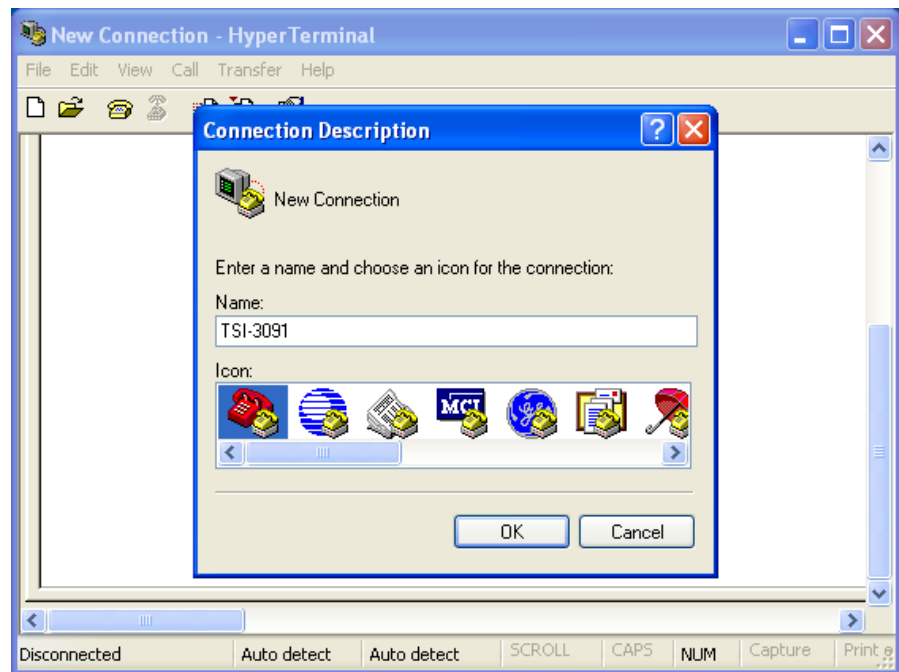 New Connection - HyperTerminal
File Edit View Call Transfer Help
Connection Description
New Connection
Enter a name and choose an icon for the connection:
Name:
TSI-3091
Icon:
MCI
OK Cancel
Disconnected Auto detect Auto detect SCROLL CAPS NUM Capture Print e